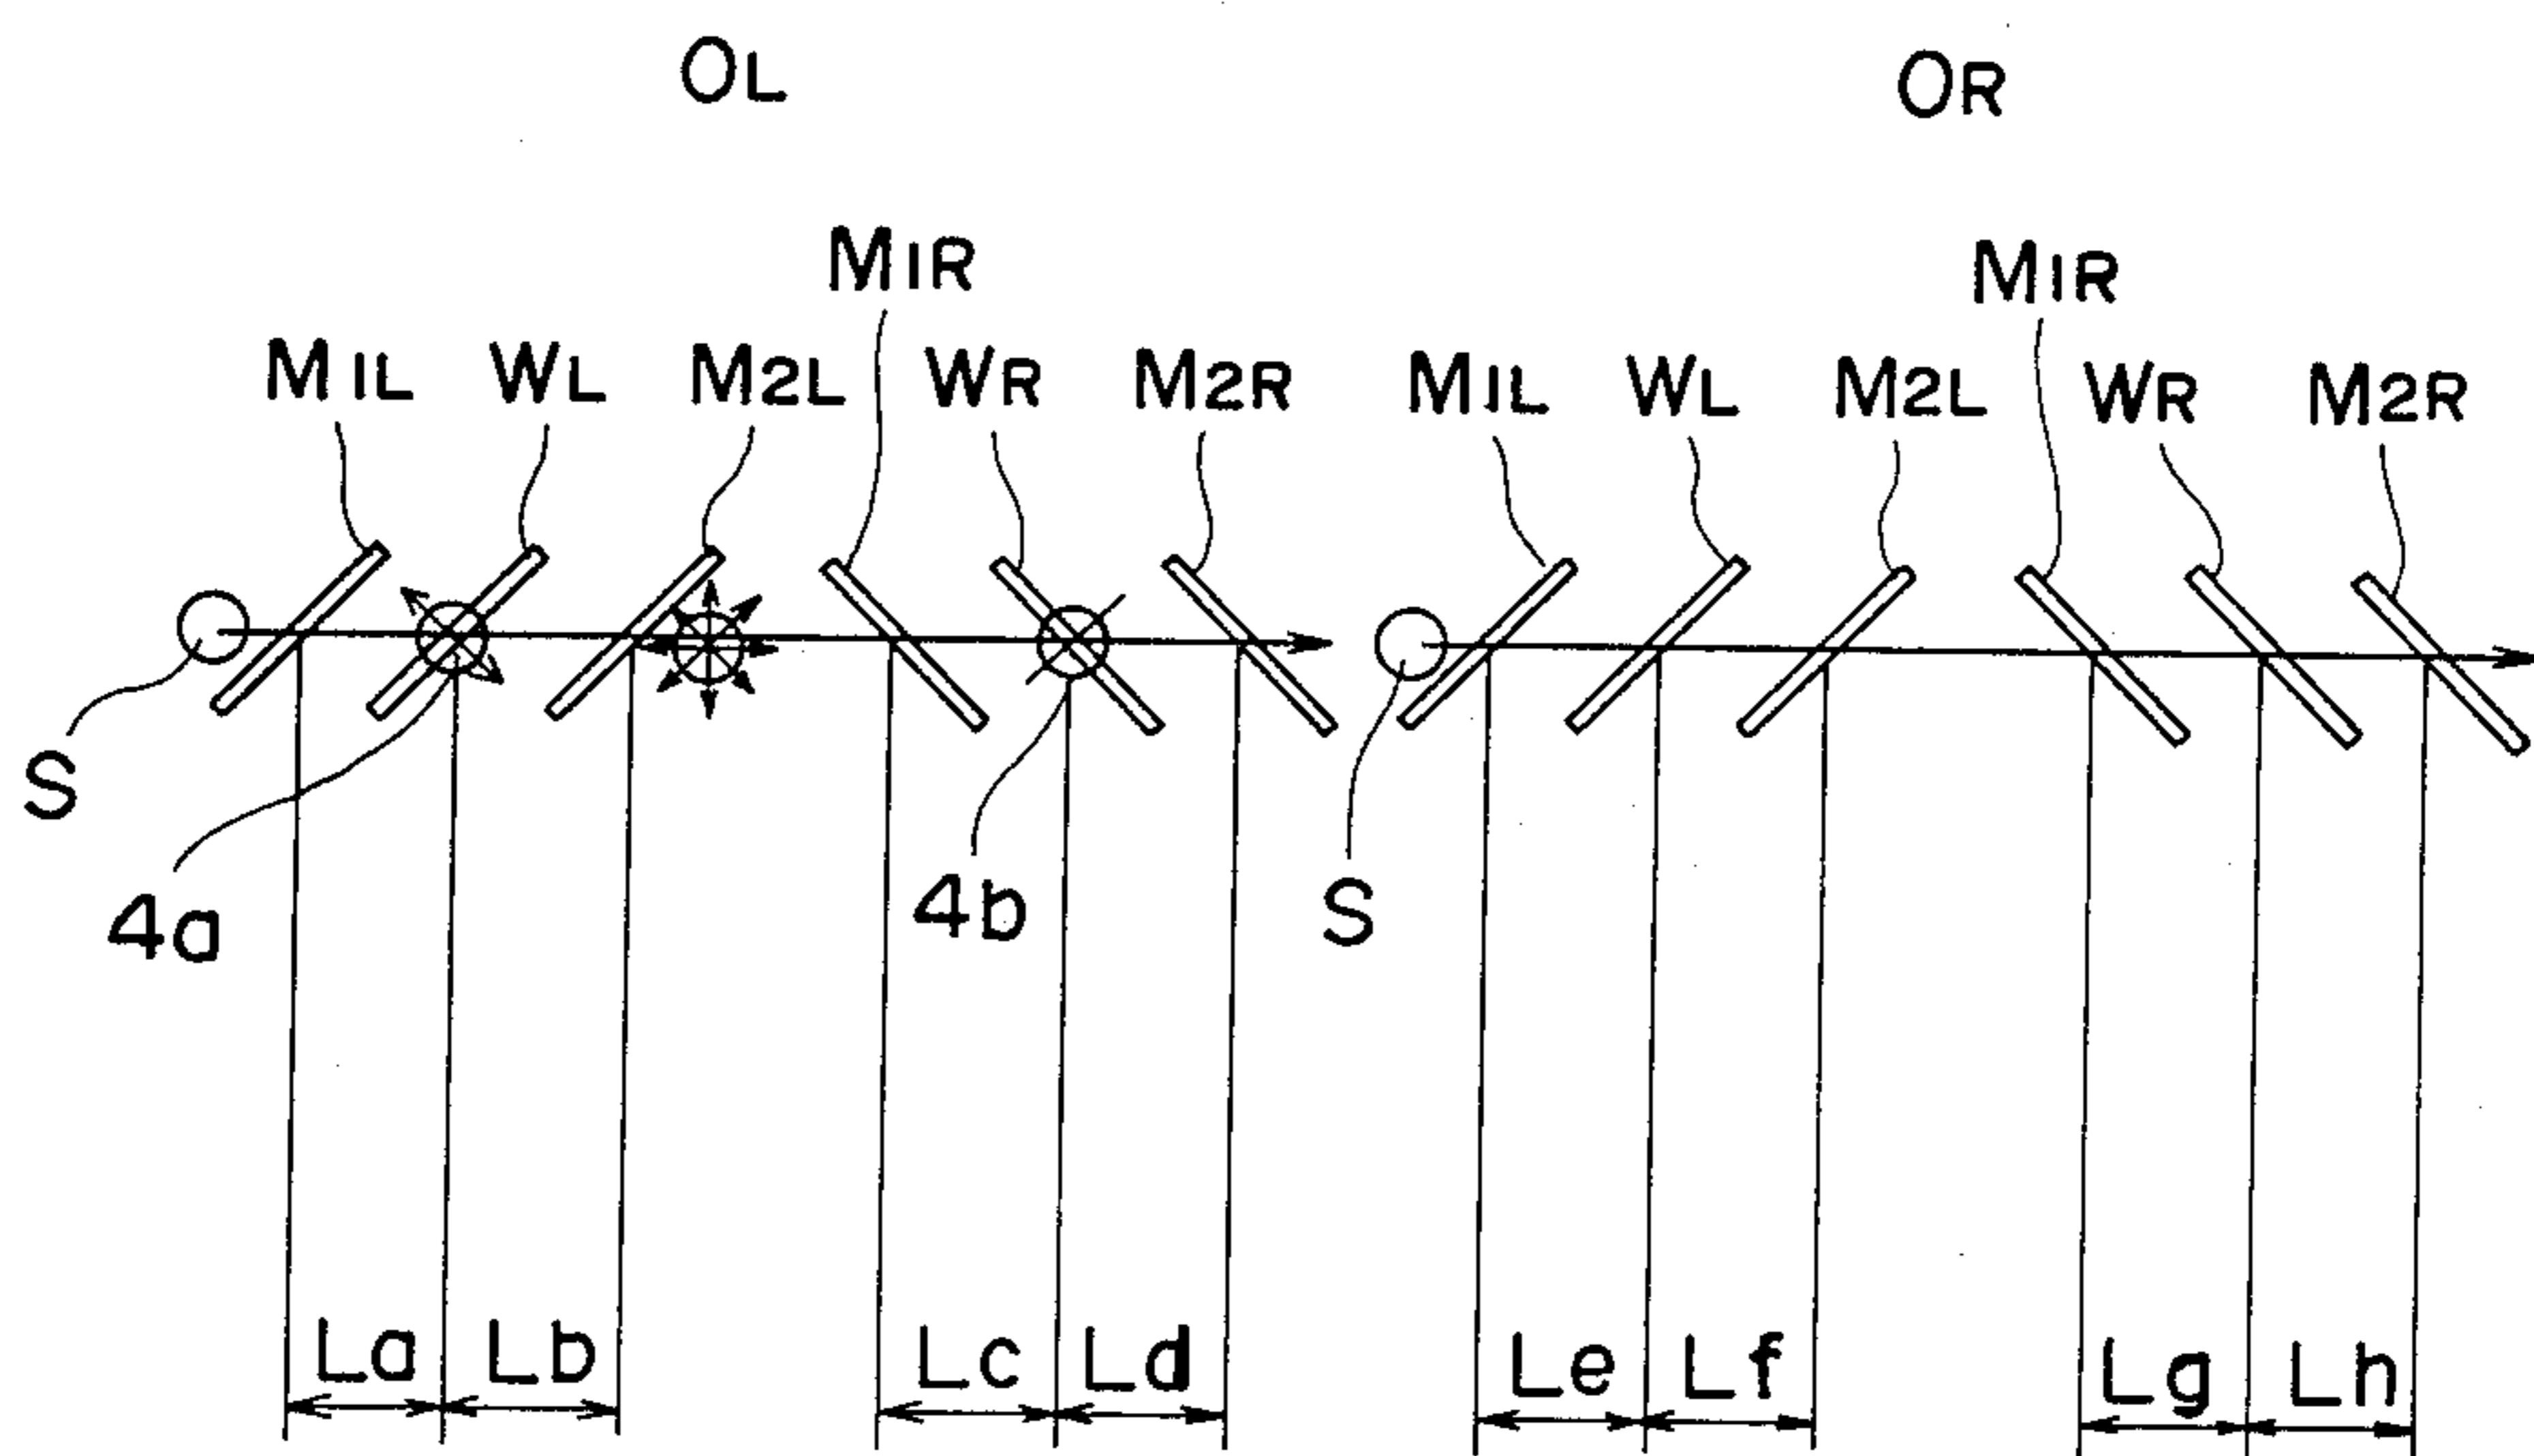 OL OR
M1R M1R
M1L WL M2L WR M2R M1L WL M2L WR M2R
S 4a 4b S
La Lb Lc Ld Le Lf Lg Lh